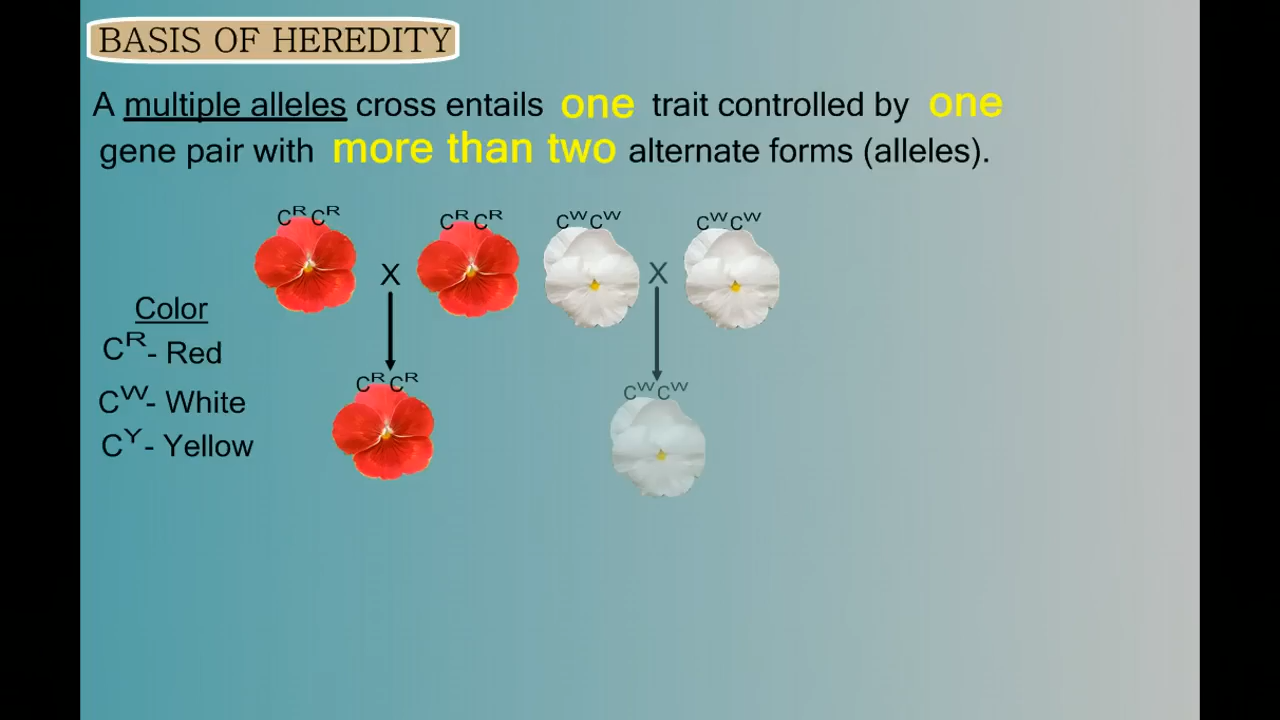 BASIS OF HEREDITY
A multiple alleles cross entails one trait controlled by one
gene pair with more than two alternate forms (alleles).
CᴿCᴿ CᴿCᴿ CᵂCᵂ CᵂCᵂ
X X
Color
Cᴿ- Red
Cᵂ- White
Cʸ- Yellow
CᴿCᴿ CᵂCᵂ